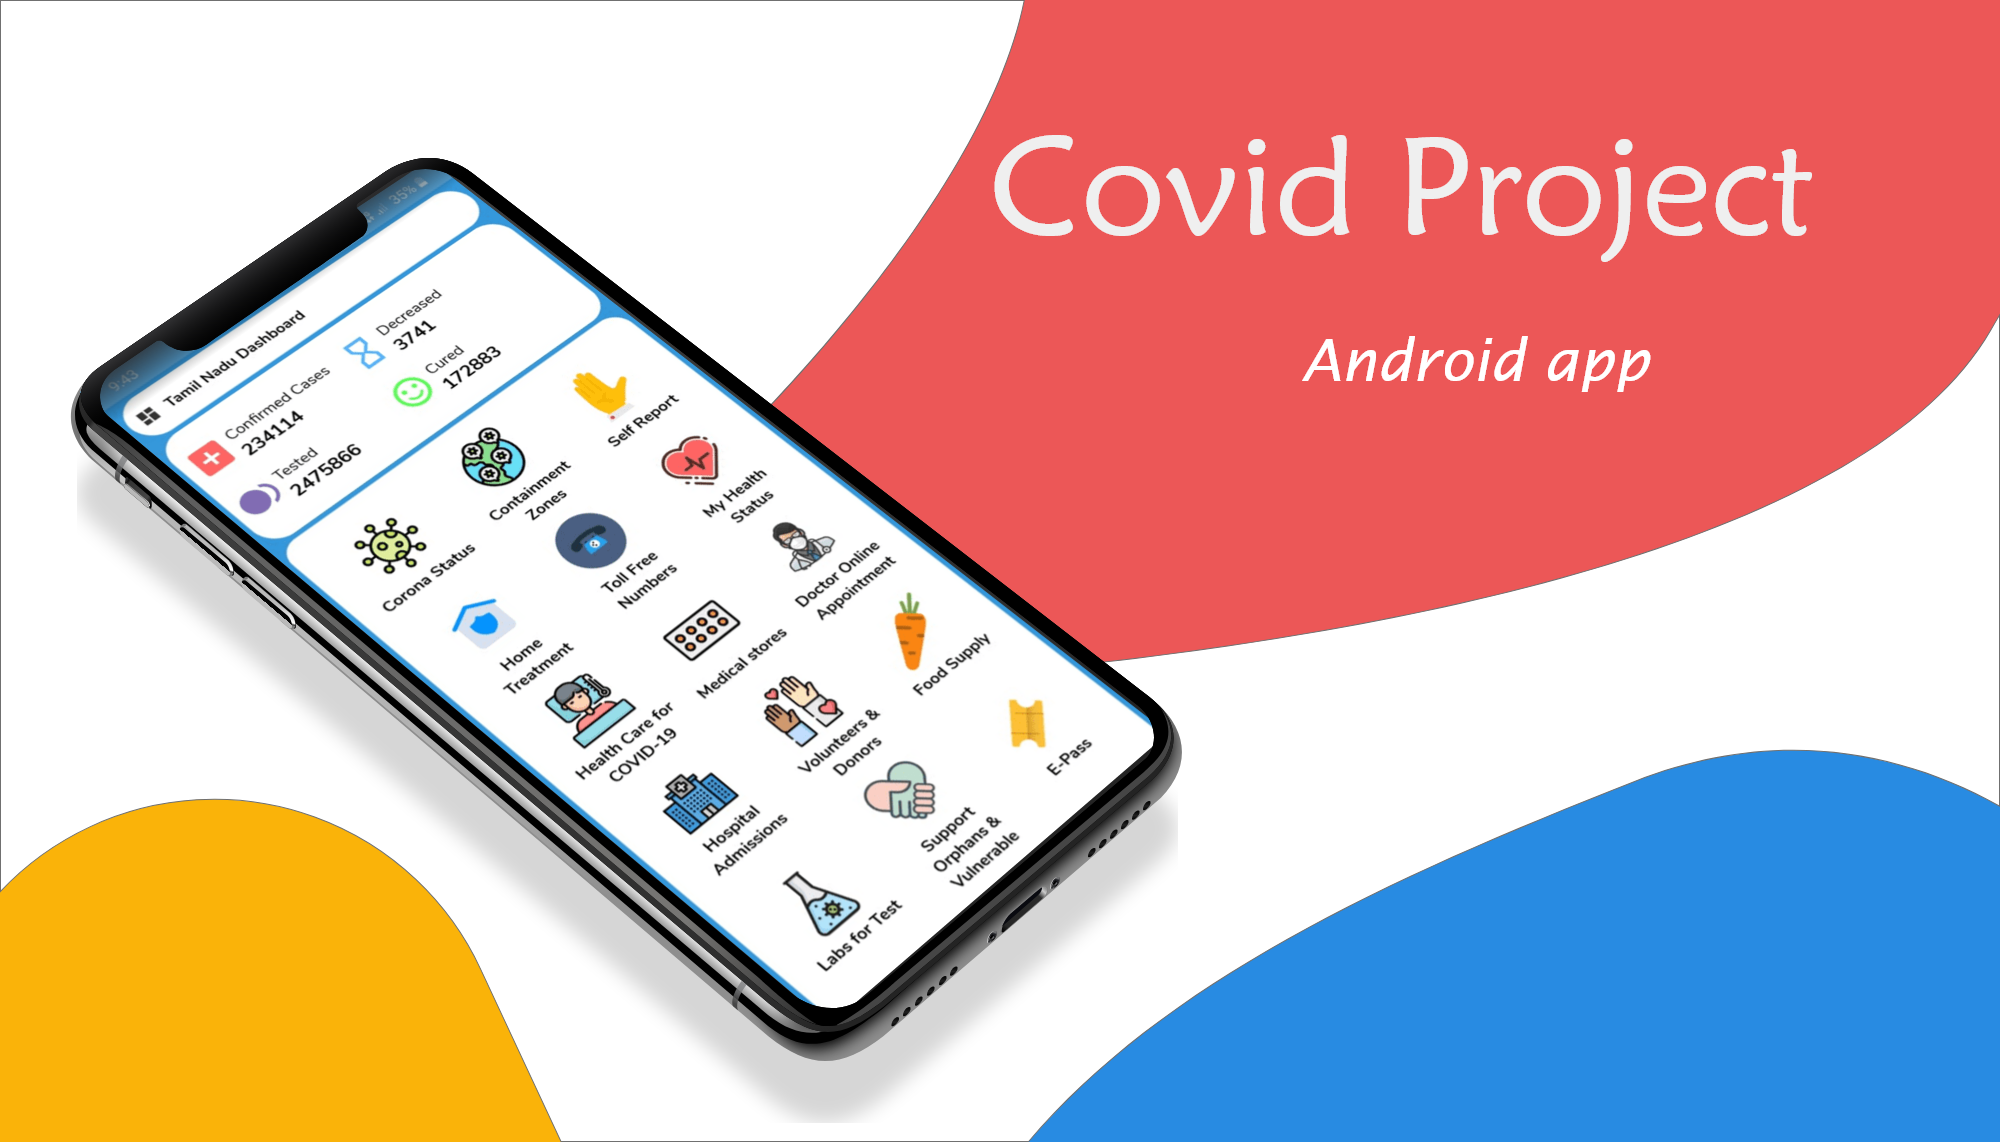 Covid Project
Android app
9:43
35%
Tamil Nadu Dashboard
Confirmed Cases
234114
Decreased
3741
Tested
2475866
Cured
172883
Corona Status
Containment
Zones
Self Report
Home
Treatment
Toll Free
Numbers
My Health
Status
Health Care for
COVID-19
Medical stores
Doctor Online
Appointment
Hospital
Admissions
Volunteers &
Donors
Food Supply
Labs for Test
Support
Orphans &
Vulnerable
E-Pass